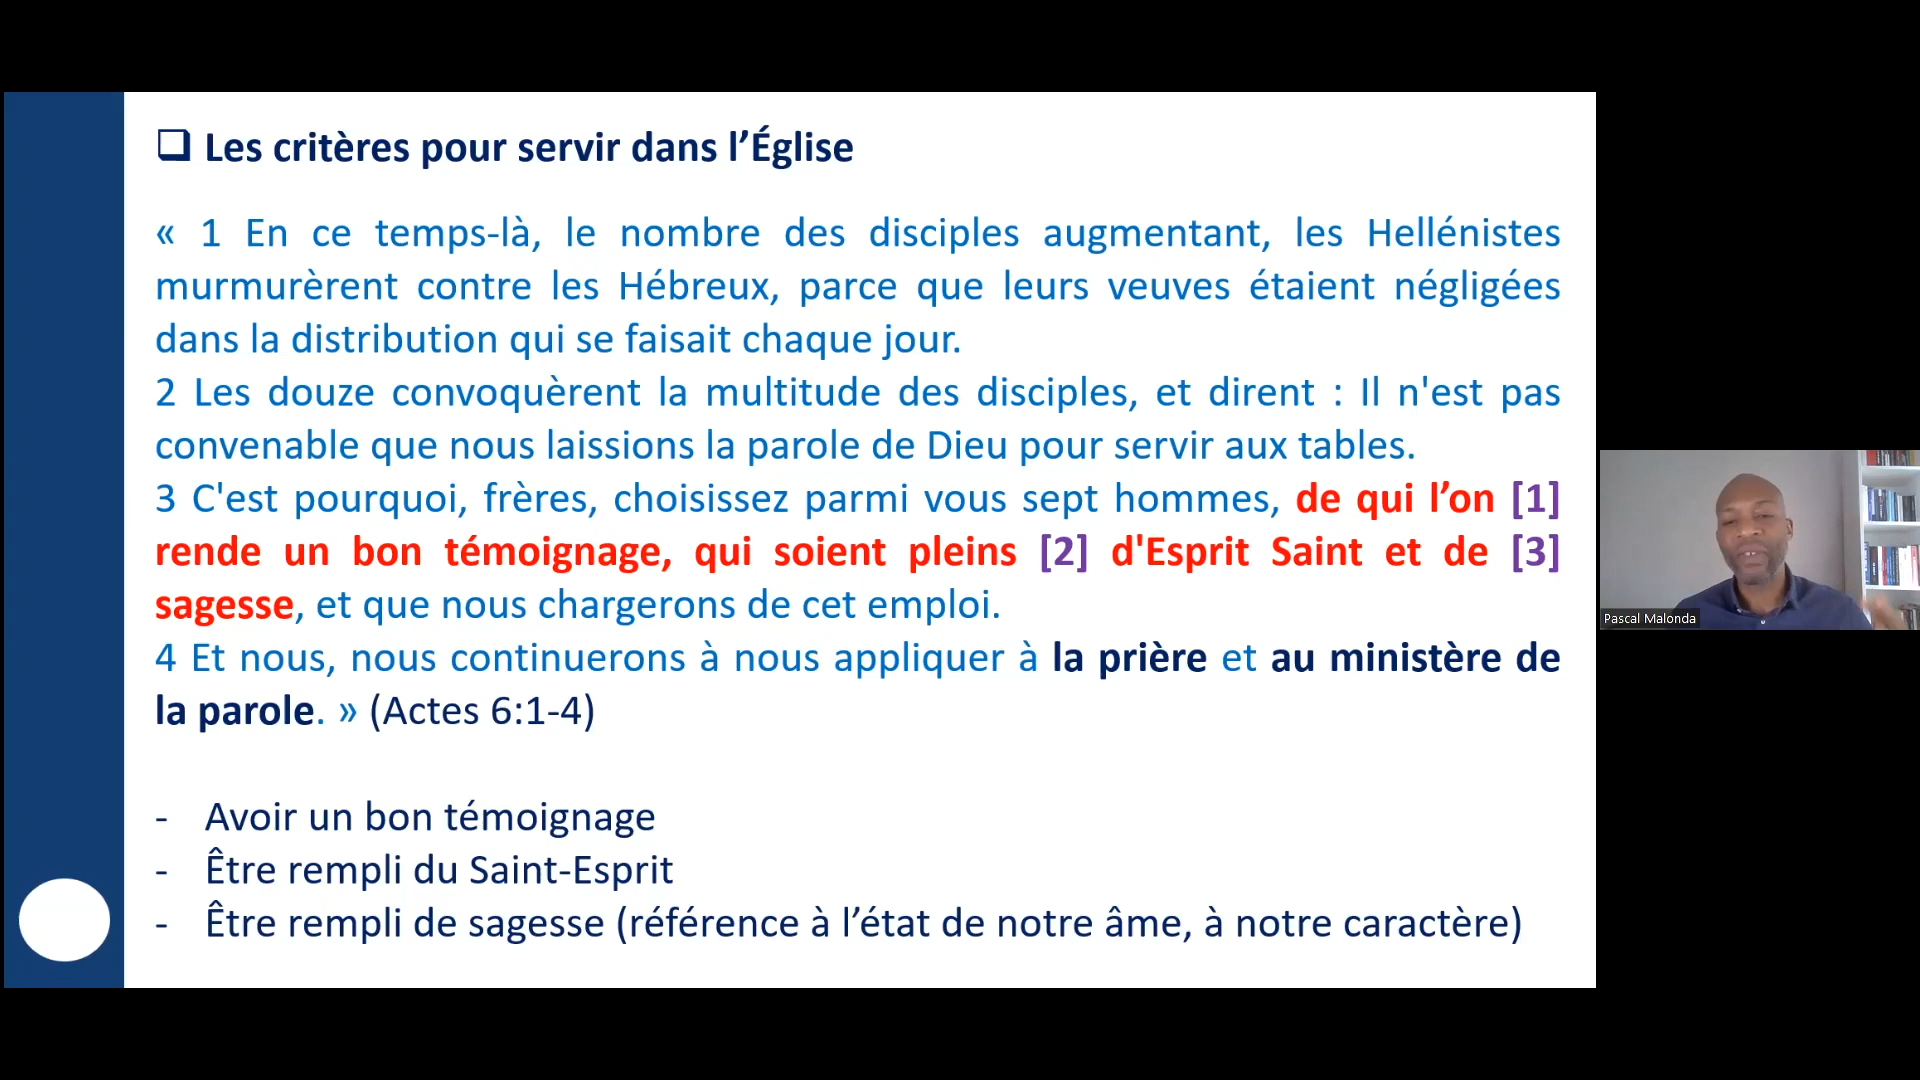 ❑ Les critères pour servir dans l’Église
« 1 En ce temps-là, le nombre des disciples augmentant, les Hellénistes
murmurèrent contre les Hébreux, parce que leurs veuves étaient négligées
dans la distribution qui se faisait chaque jour.
2 Les douze convoquèrent la multitude des disciples, et dirent : Il n'est pas
convenable que nous laissions la parole de Dieu pour servir aux tables.
3 C'est pourquoi, frères, choisissez parmi vous sept hommes, de qui l’on [1]
rende un bon témoignage, qui soient pleins [2] d'Esprit Saint et de [3]
sagesse, et que nous chargerons de cet emploi.
4 Et nous, nous continuerons à nous appliquer à la prière et au ministère de
la parole. » (Actes 6:1-4)
- Avoir un bon témoignage
- Être rempli du Saint-Esprit
- Être rempli de sagesse (référence à l’état de notre âme, à notre caractère)
Pascal Malonda